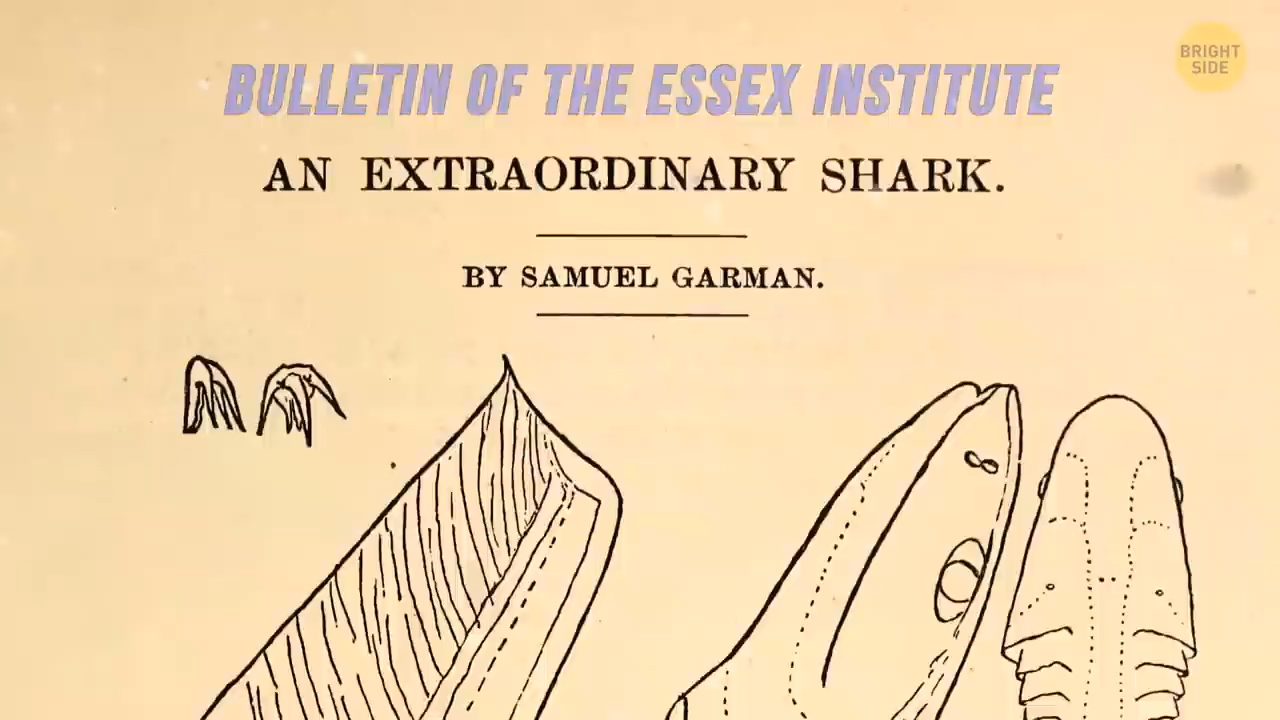 BRIGHT
SIDE
BULLETIN OF THE ESSEX INSTITUTE
AN EXTRAORDINARY SHARK.
BY SAMUEL GARMAN.